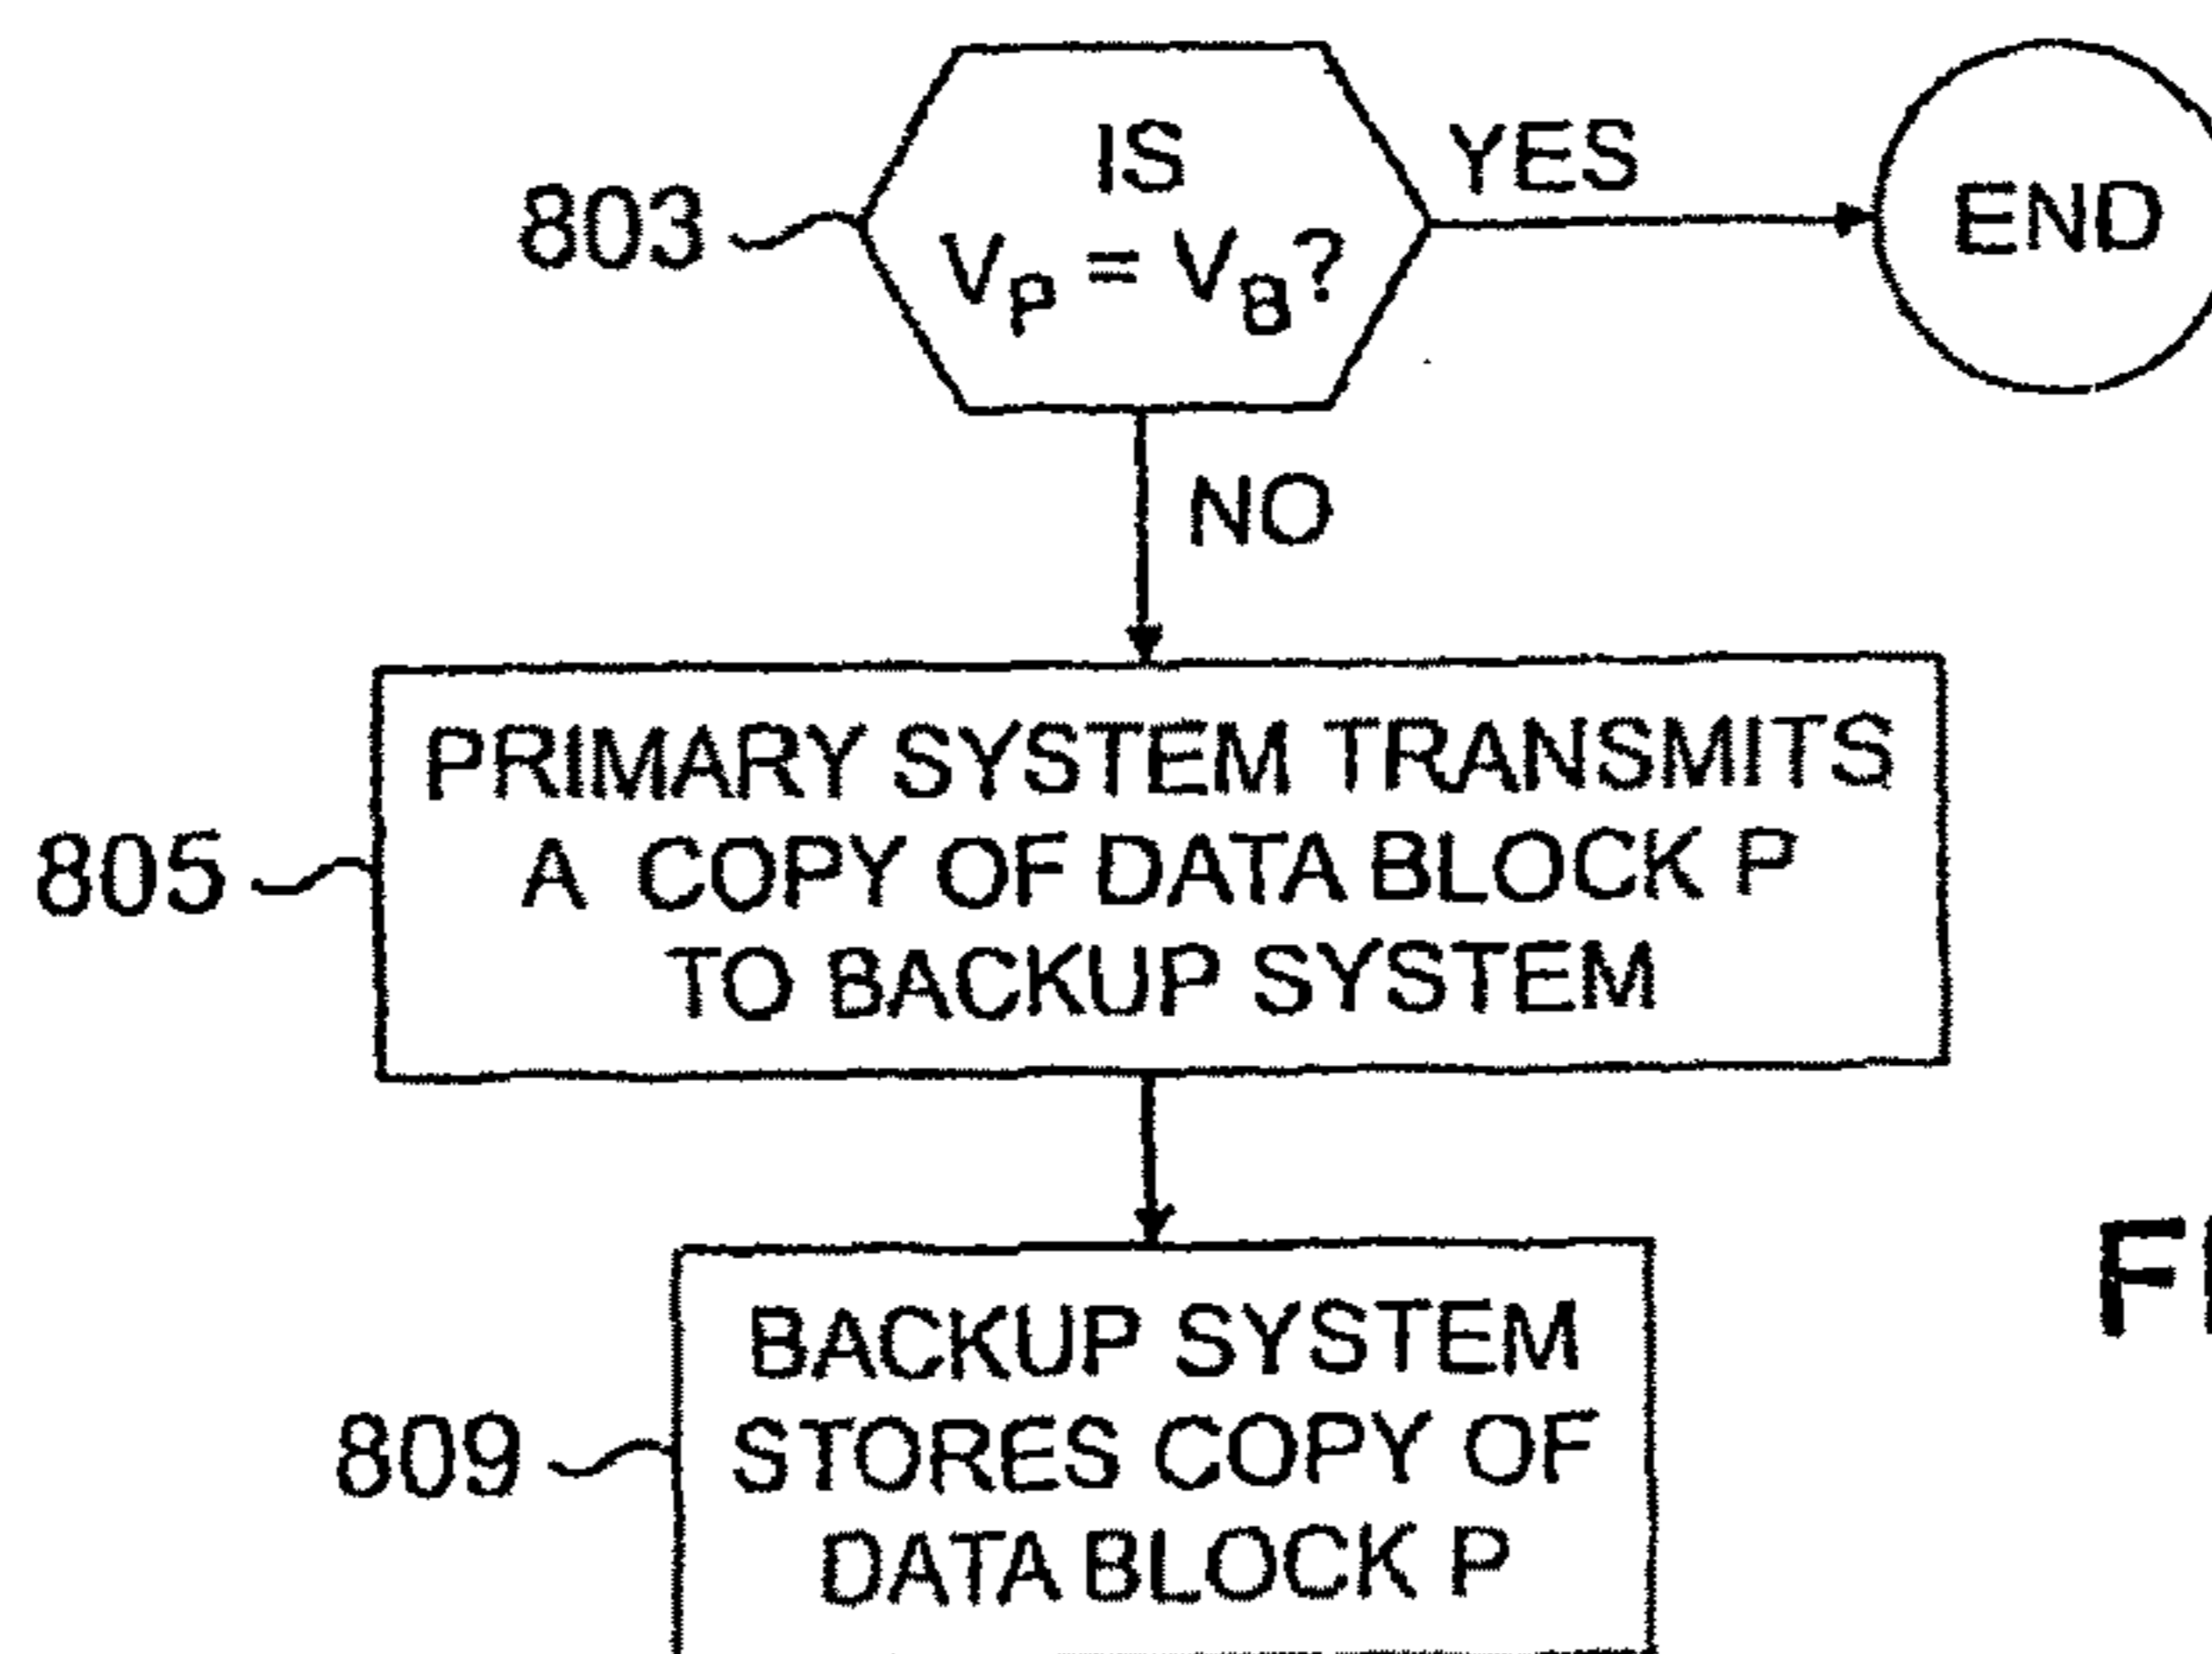 IS
V_P = V_B?
YES
END
803
NO
PRIMARY SYSTEM TRANSMITS
A COPY OF DATA BLOCK P
TO BACKUP SYSTEM
805
BACKUP SYSTEM
STORES COPY OF
DATA BLOCK P
809